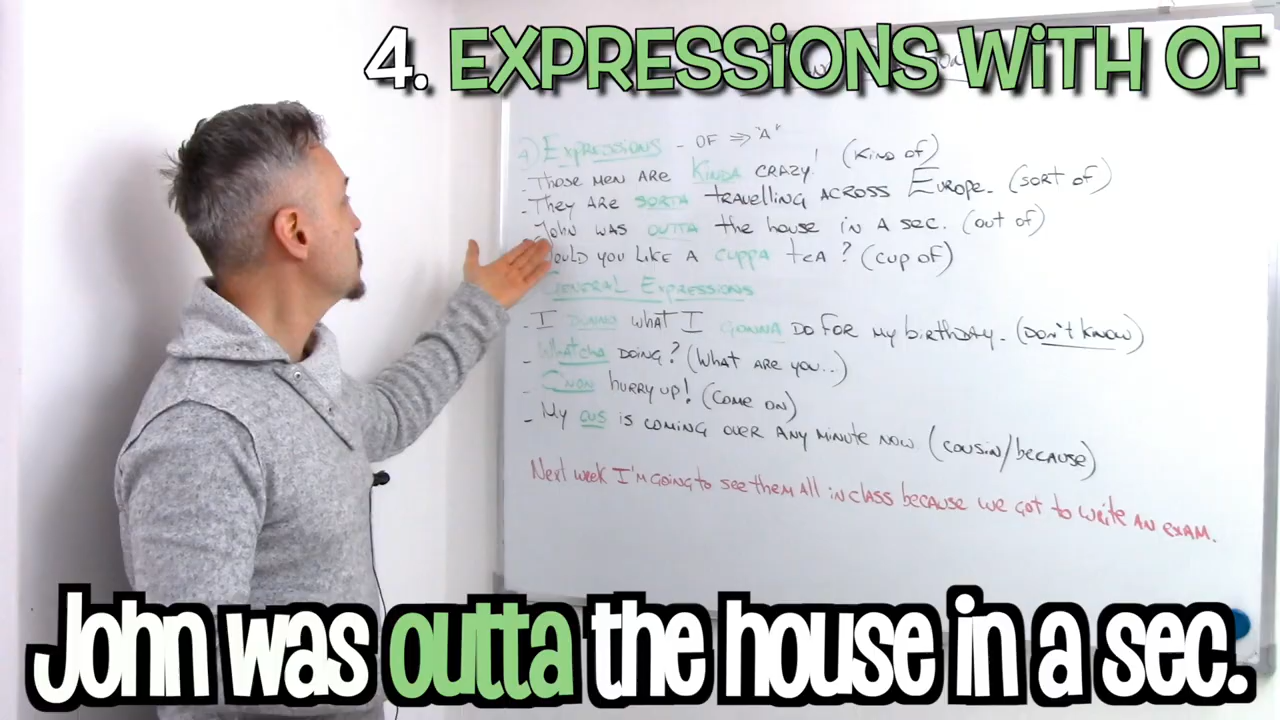 4. EXPRESSIONS WITH OF
4) EXPRESSIONS - OF ⇒ "A"
- Those men are KINDA crazy! (kind of)
- They are SORTA travelling across Europe. (sort of)
- John was OUTTA the house in a sec. (out of)
would you like a CUPPA tea? (cup of)
GENERAL EXPRESSIONS
- I DUNNO what I GONNA do for my birthday. (don't know)
- Whatcha doing? (What are you..)
- C'MON hurry up! (come on)
- My CUS is coming over any minute now (cousin/because)
Next week I'm going to see them all in class because we got to write an exam.
John was outta the house in a sec.